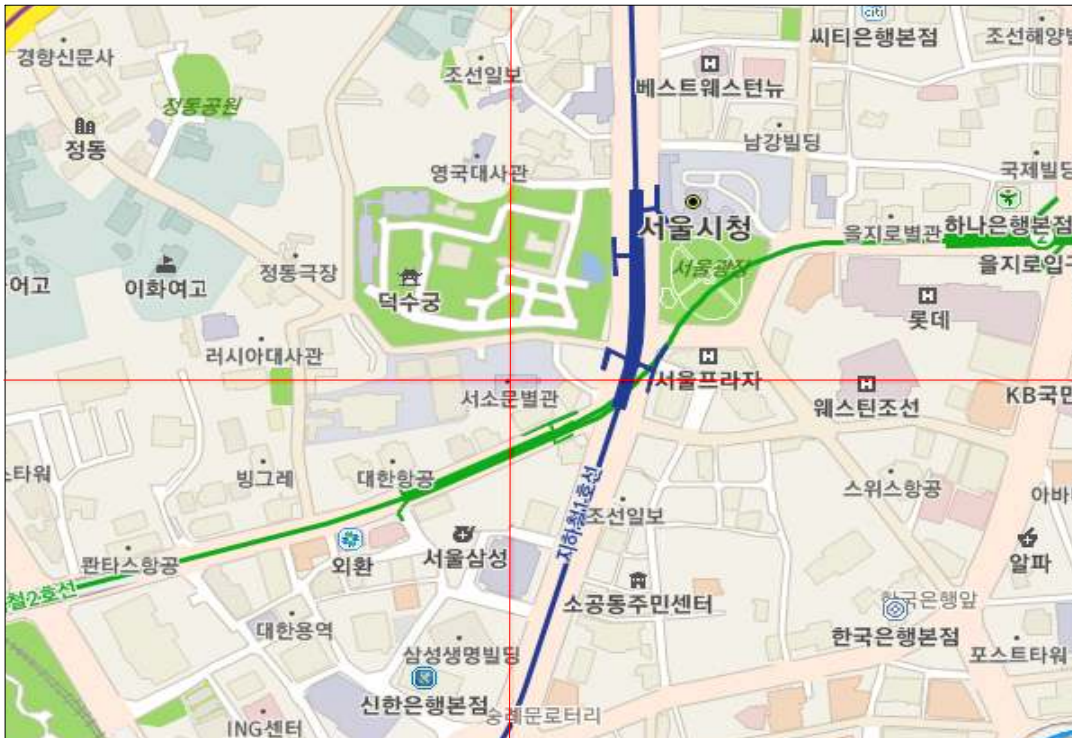 citi
씨티은행본점
조선해양빌
경향신문사
조선일보
베스트웨스턴뉴
정동공원
정동
남강빌딩
영국대사관
국제빌딩
서울시청
을지로별관
하나은행본점
2
정동극장
서울광장
을지로입구
여고
이화여고
덕수궁
롯데
러시아대사관
서울프라자
서소문별관
웨스틴조선
KB국민
스타워
빙그레
대한항공
스위스항공
아바
지하철1호선
조선일보
콴타스항공
외환
서울삼성
알파
철2호선
소공동주민센터
한국은행앞
대한용역
한국은행본점
삼성생명빌딩
포스트타워
신한은행본점
ING센터
숭례문로터리